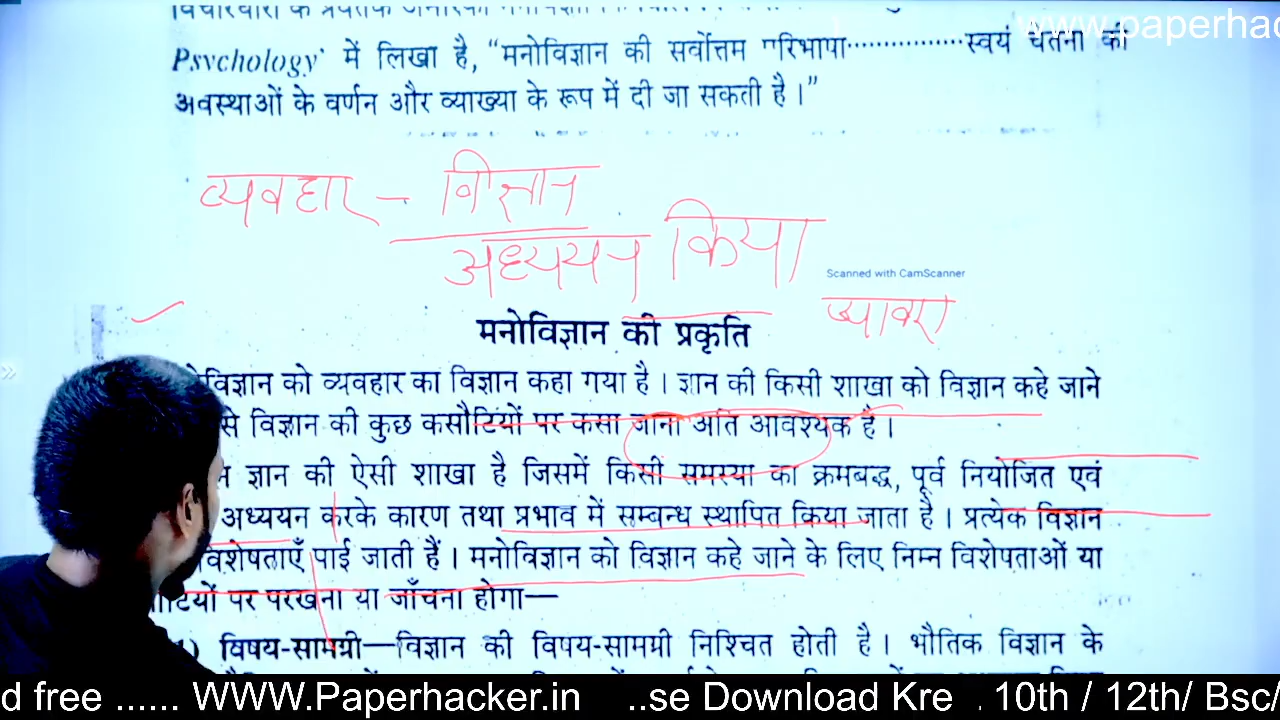 www.paperhac
Psychology' में लिखा है, "मनोविज्ञान की सर्वोत्तम परिभाषा................स्वयं चेतना की
अवस्थाओं के वर्णन और व्याख्या के रूप में दी जा सकती है।"
व्यवहार - विज्ञान
अध्ययन किया
Scanned with CamScanner
मनोविज्ञान की प्रकृति
विज्ञान को व्यवहार का विज्ञान कहा गया है। ज्ञान की किसी शाखा को विज्ञान कहे जाने
से विज्ञान की कुछ कसौटियों पर कसा जाना अति आवश्यक है।
ज्ञान की ऐसी शाखा है जिसमें किसी समस्या का क्रमबद्ध, पूर्व नियोजित एवं
अध्ययन करके कारण तथा प्रभाव में सम्बन्ध स्थापित किया जाता है। प्रत्येक विज्ञान
विशेषताएँ पाई जाती हैं। मनोविज्ञान को विज्ञान कहे जाने के लिए निम्न विशेषताओं या
टियों पर परखना या जाँचना होगा—
) विषय-सामग्री—विज्ञान की विषय-सामग्री निश्चित होती है। भौतिक विज्ञान के
d free ...... WWW.Paperhacker.in ..se Download Kre . 10th / 12th/ Bsc/